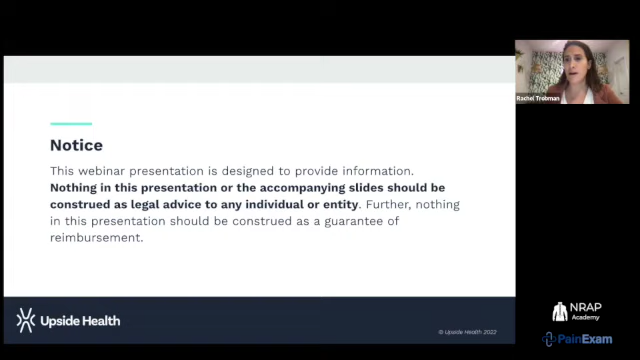 Notice
This webinar presentation is designed to provide information.
Nothing in this presentation or the accompanying slides should be
construed as legal advice to any individual or entity. Further, nothing
in this presentation should be construed as a guarantee of
reimbursement.
Upside Health
© Upside Health 2022
Rachel Trobman
NRAP
Academy
PainExam